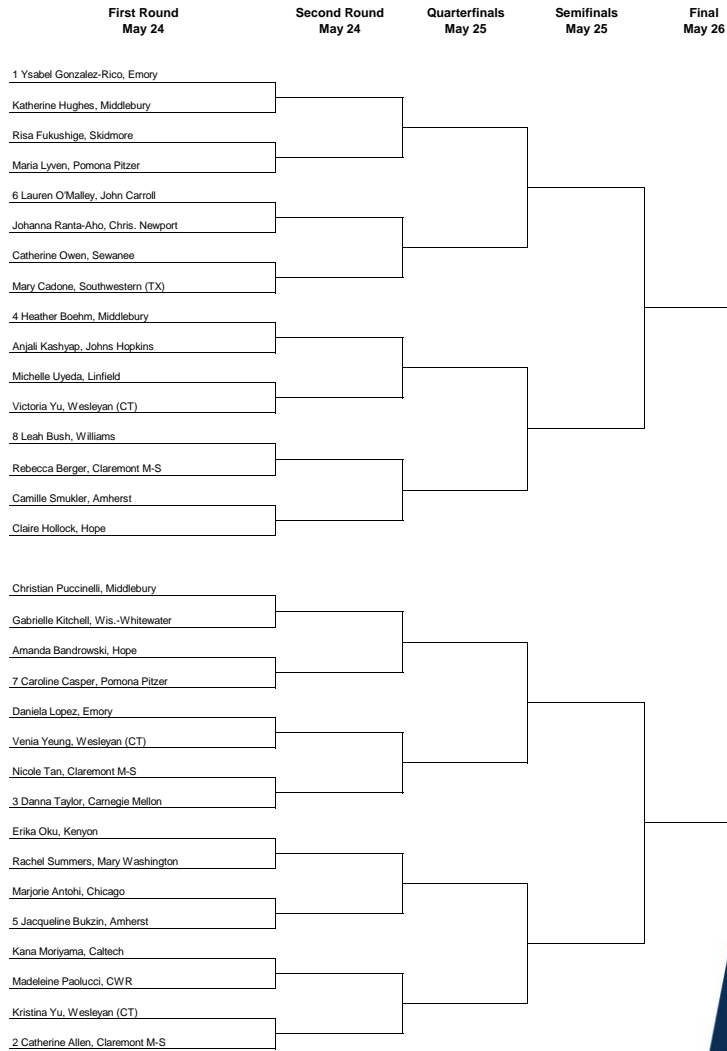 First Round Second Round Quarterfinals Semifinals Final
May 24 May 24 May 25 May 25 May 26
1 Ysabel Gonzalez-Rico, Emory
Katherine Hughes, Middlebury
Risa Fukushige, Skidmore
Maria Lyven, Pomona Pitzer
6 Lauren O'Malley, John Carroll
Johanna Ranta-Aho, Chris. Newport
Catherine Owen, Sewanee
Mary Cadone, Southwestern (TX)
4 Heather Boehm, Middlebury
Anjali Kashyap, Johns Hopkins
Michelle Uyeda, Linfield
Victoria Yu, Wesleyan (CT)
8 Leah Bush, Williams
Rebecca Berger, Claremont M-S
Camille Smukler, Amherst
Claire Hollock, Hope
Christian Puccinelli, Middlebury
Gabrielle Kitchell, Wis.-Whitewater
Amanda Bandrowski, Hope
7 Caroline Casper, Pomona Pitzer
Daniela Lopez, Emory
Venia Yeung, Wesleyan (CT)
Nicole Tan, Claremont M-S
3 Danna Taylor, Carnegie Mellon
Erika Oku, Kenyon
Rachel Summers, Mary Washington
Marjorie Antohi, Chicago
5 Jacqueline Bukzin, Amherst
Kana Moriyama, Caltech
Madeleine Paolucci, CWR
Kristina Yu, Wesleyan (CT)
2 Catherine Allen, Claremont M-S